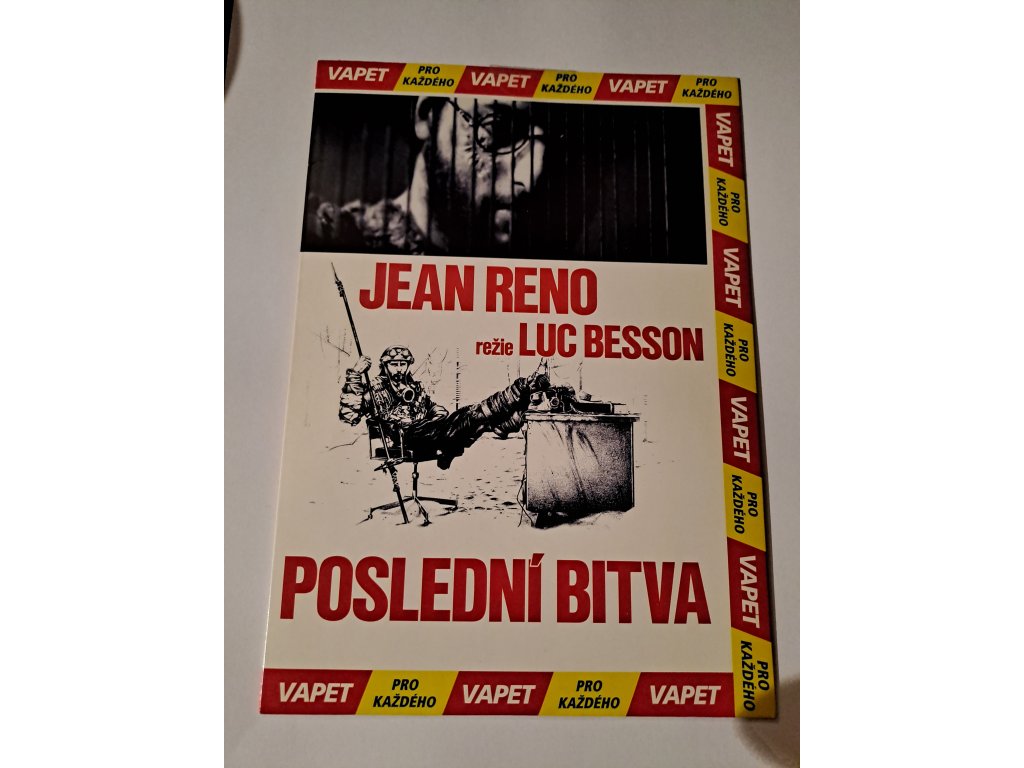 VAPET PRO KAŽDÉHO VAPET PRO KAŽDÉHO VAPET PRO KAŽDÉHO
JEAN RENO
režie LUC BESSON
POSLEDNÍ BITVA
VAPET PRO KAŽDÉHO VAPET PRO KAŽDÉHO VAPET PRO KAŽDÉHO VAPET PRO KAŽDÉHO
VAPET PRO KAŽDÉHO VAPET PRO KAŽDÉHO VAPET